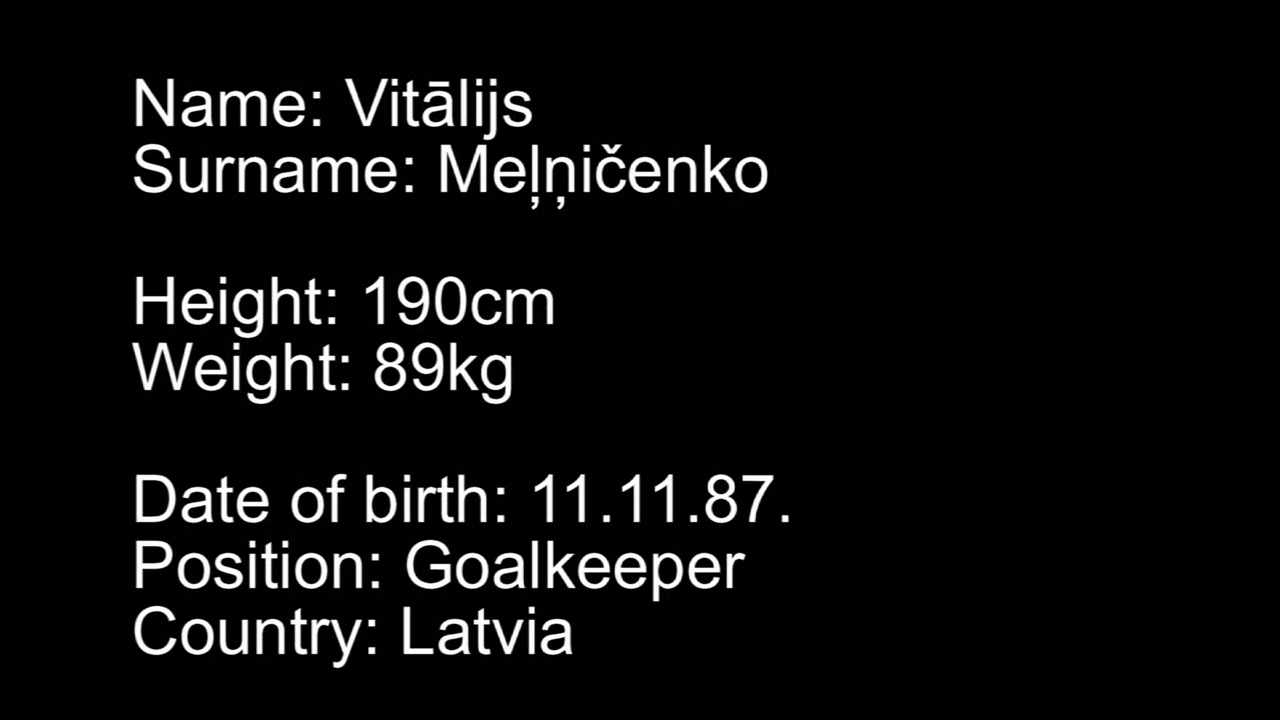 Name: Vitālijs
Surname: Meļņičenko
Height: 190cm
Weight: 89kg
Date of birth: 11.11.87.
Position: Goalkeeper
Country: Latvia